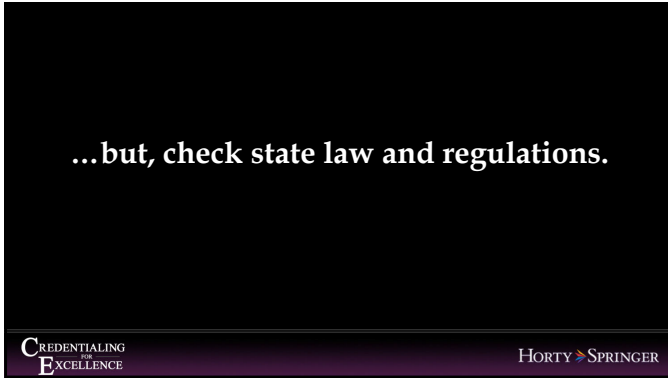 …but, check state law and regulations.
CREDENTIALING
FOR
EXCELLENCE
HORTY SPRINGER